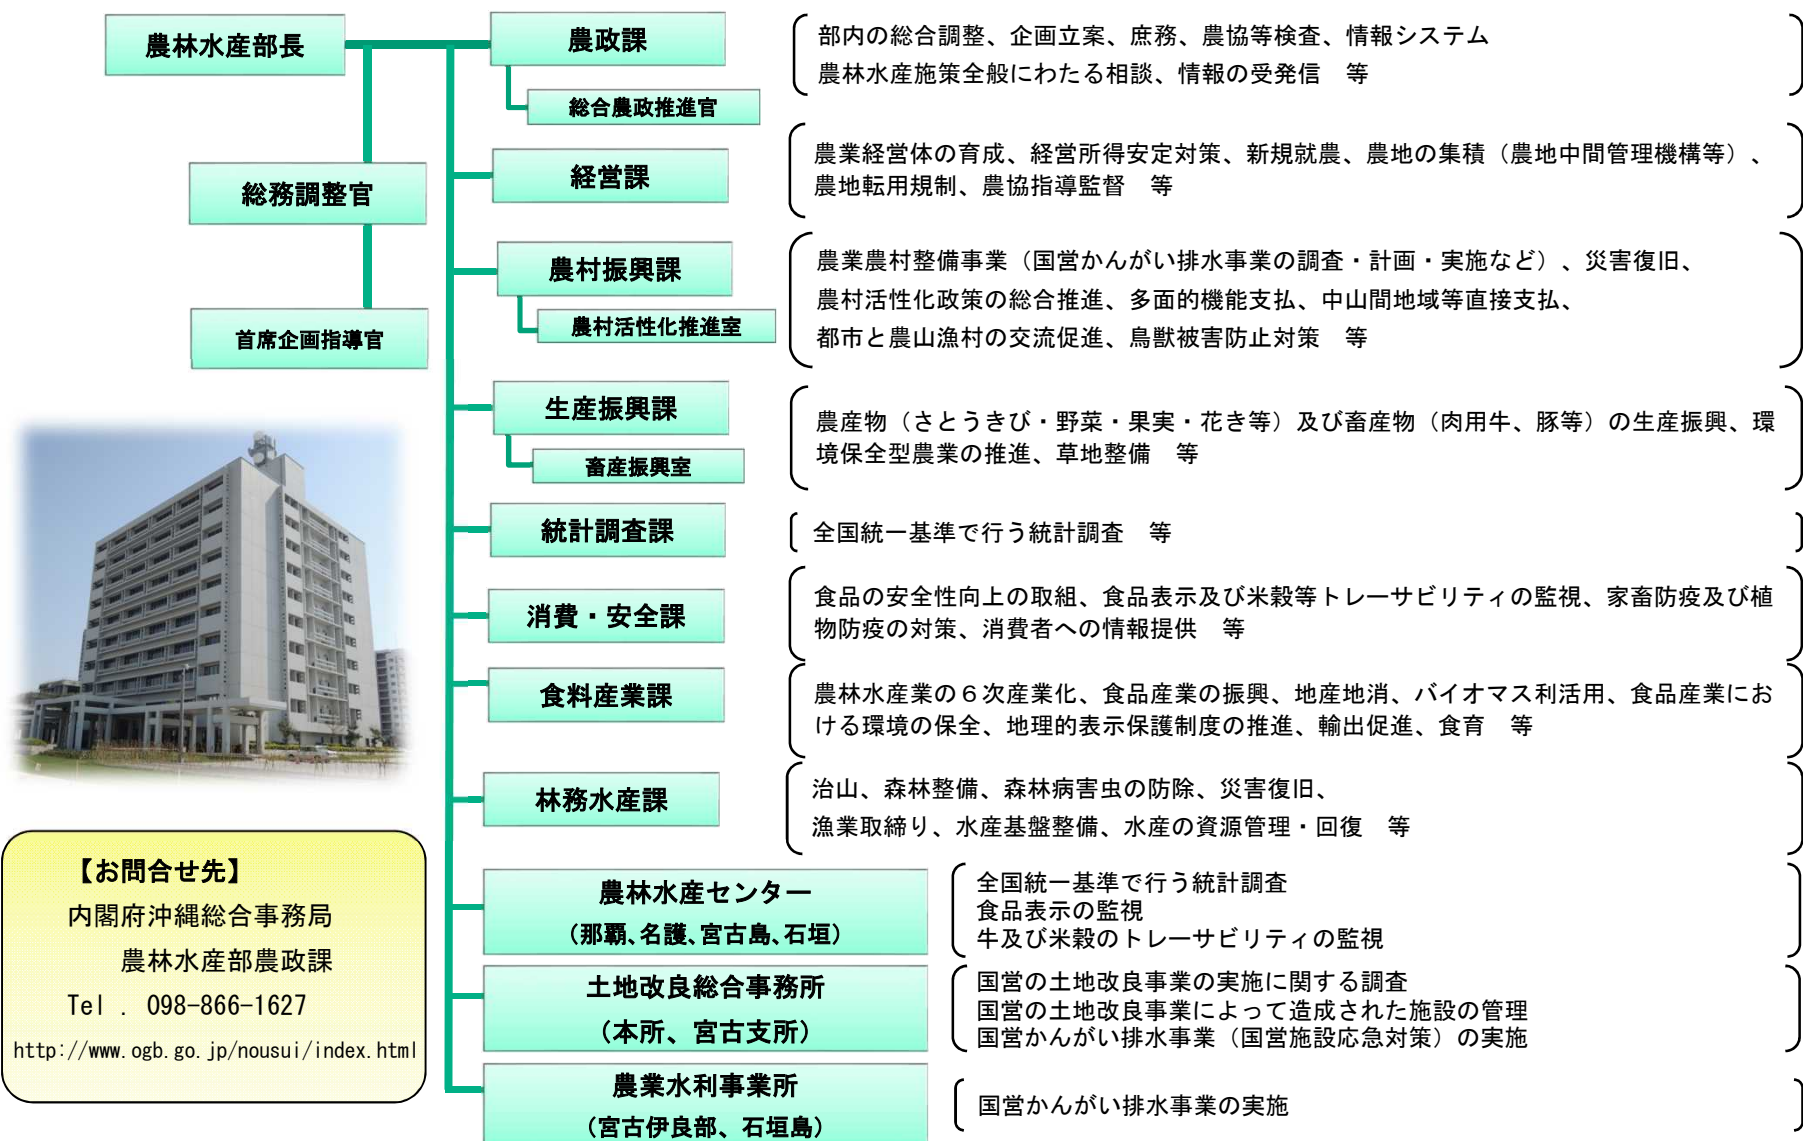 農林水産部長
総務調整官
首席企画指導官
農政課
総合農政推進官
部内の総合調整、企画立案、庶務、農協等検査、情報システム
農林水産施策全般にわたる相談、情報の受発信　等
経営課
農業経営体の育成、経営所得安定対策、新規就農、農地の集積（農地中間管理機構等）、
農地転用規制、農協指導監督　等
農村振興課
農村活性化推進室
農業農村整備事業（国営かんがい排水事業の調査・計画・実施など）、災害復旧、
農村活性化政策の総合推進、多面的機能支払、中山間地域等直接支払、
都市と農山漁村の交流促進、鳥獣被害防止対策　等
生産振興課
畜産振興室
農産物（さとうきび・野菜・果実・花き等）及び畜産物（肉用牛、豚等）の生産振興、環
境保全型農業の推進、草地整備　等
統計調査課
全国統一基準で行う統計調査　等
消費・安全課
食品の安全性向上の取組、食品表示及び米穀等トレーサビリティの監視、家畜防疫及び植
物防疫の対策、消費者への情報提供　等
食料産業課
農林水産業の６次産業化、食品産業の振興、地産地消、バイオマス利活用、食品産業にお
ける環境の保全、地理的表示保護制度の推進、輸出促進、食育　等
林務水産課
治山、森林整備、森林病害虫の防除、災害復旧、
漁業取締り、水産基盤整備、水産の資源管理・回復　等
農林水産センター
（那覇、名護、宮古島、石垣）
全国統一基準で行う統計調査
食品表示の監視
牛及び米穀のトレーサビリティの監視
土地改良総合事務所
（本所、宮古支所）
国営の土地改良事業の実施に関する調査
国営の土地改良事業によって造成された施設の管理
国営かんがい排水事業（国営施設応急対策）の実施
農業水利事業所
（宮古伊良部、石垣島）
国営かんがい排水事業の実施
【お問合せ先】
内閣府沖縄総合事務局
農林水産部農政課
Tel ． 098-866-1627
http://www.ogb.go.jp/nousui/index.html